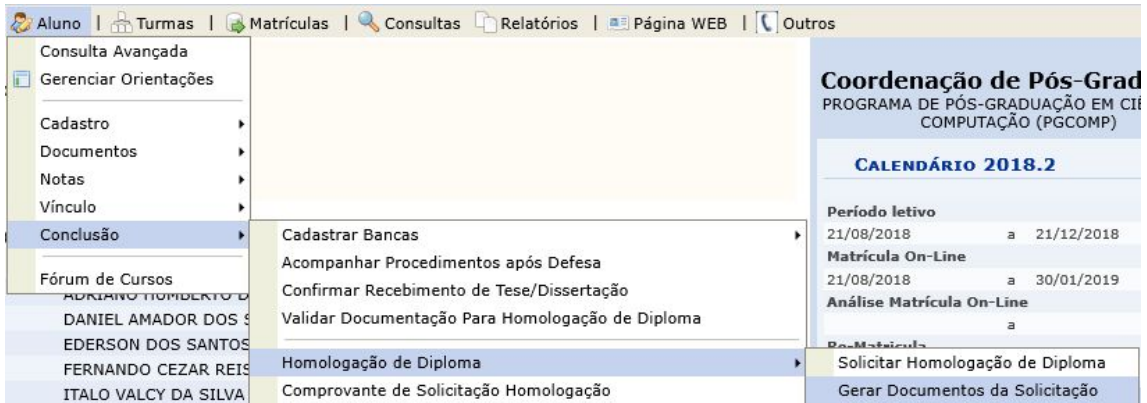 Aluno | Turmas | Matrículas | Consultas Relatórios | Página WEB | Outros
Consulta Avançada
Gerenciar Orientações
Cadastro
Documentos
Notas
Vínculo
Conclusão
Fórum de Cursos
Cadastrar Bancas
Acompanhar Procedimentos após Defesa
Confirmar Recebimento de Tese/Dissertação
Validar Documentação Para Homologação de Diploma
Homologação de Diploma
Comprovante de Solicitação Homologação
Solicitar Homologação de Diploma
Gerar Documentos da Solicitação
ADRIANO HUMBERTO D
DANIEL AMADOR DOS S
EDERSON DOS SANTOS
FERNANDO CEZAR REIS
ITALO VALCY DA SILVA
Coordenação de Pós-Grad
PROGRAMA DE PÓS-GRADUAÇÃO EM CIÊ
COMPUTAÇÃO (PGCOMP)
CALENDÁRIO 2018.2
Período letivo
21/08/2018 a 21/12/2018
Matrícula On-Line
21/08/2018 a 30/01/2019
Análise Matrícula On-Line
a
Re-Matrícula